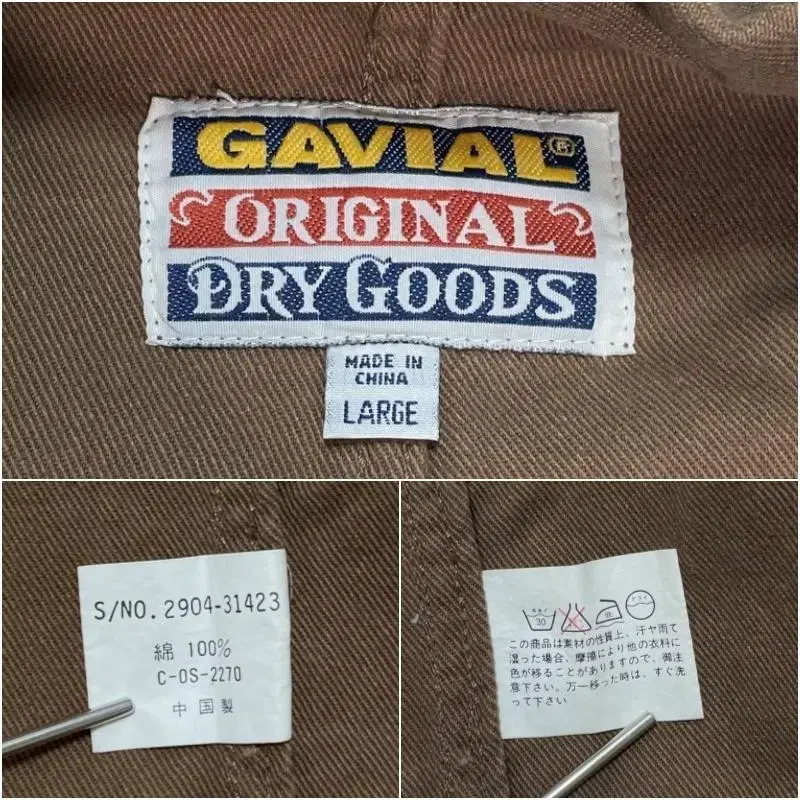 GAVIAL®
ORIGINAL
DRY GOODS
MADE IN
CHINA
LARGE
S/NO. 2904-31423
綿 100%
C-OS-2270
中国製
30
ドライ
この商品は素材の性質上、汗ヤ雨で
湿った場合、摩擦により他の衣料に
色が移ることがありますので、御注
意下さい。万一移った時は、すぐ洗
って下さい